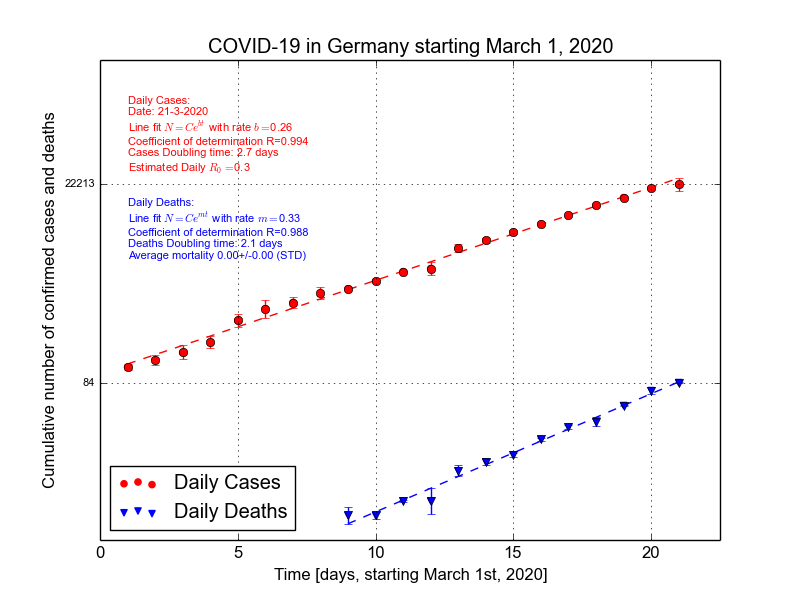 COVID-19 in Germany starting March 1, 2020
Daily Cases:
Date: 21-3-2020
Line fit N = Ce^{bt} with rate b = 0.26
Coefficient of determination R=0.994
Cases Doubling time: 2.7 days
Estimated Daily R_0 = 0.3
22213
Daily Deaths:
Line fit N = Ce^{mt} with rate m = 0.33
Coefficient of determination R=0.988
Deaths Doubling time: 2.1 days
Average mortality 0.00+/-0.00 (STD)
84
Cumulative number of confirmed cases and deaths
Daily Cases
Daily Deaths
0 5 10 15 20
Time [days, starting March 1st, 2020]